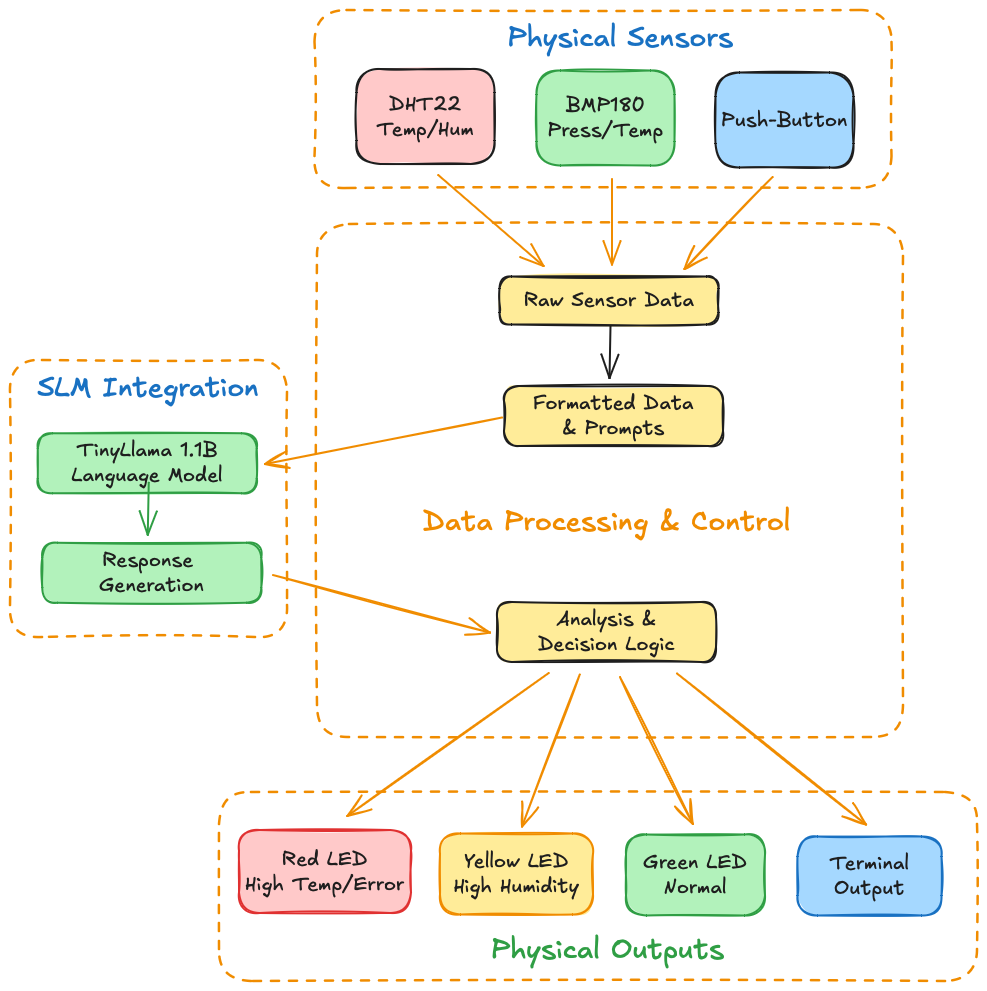 Physical Sensors
DHT22
Temp/Hum
BMP180
Press/Temp
Push-Button
Raw Sensor Data
Formatted Data
& Prompts
SLM Integration
TinyLlama 1.1B
Language Model
Response
Generation
Data Processing & Control
Analysis &
Decision Logic
Red LED
High Temp/Error
Yellow LED
High Humidity
Green LED
Normal
Terminal
Output
Physical Outputs